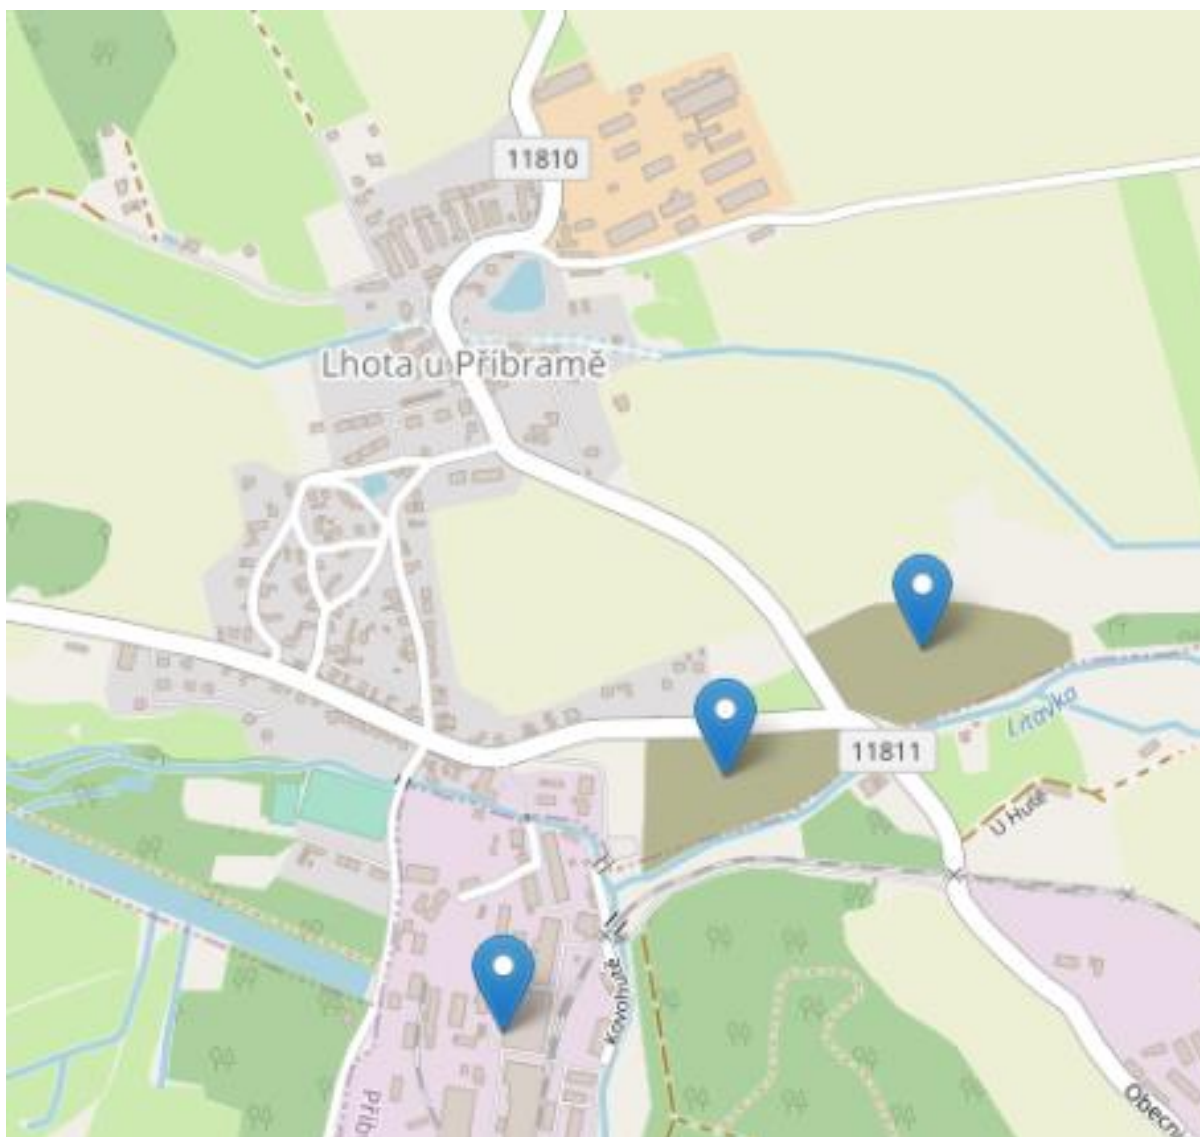 11810
Lhota u Příbramě
Litavka
11811
U Hutě
Kovohutě
Příb
Obecn